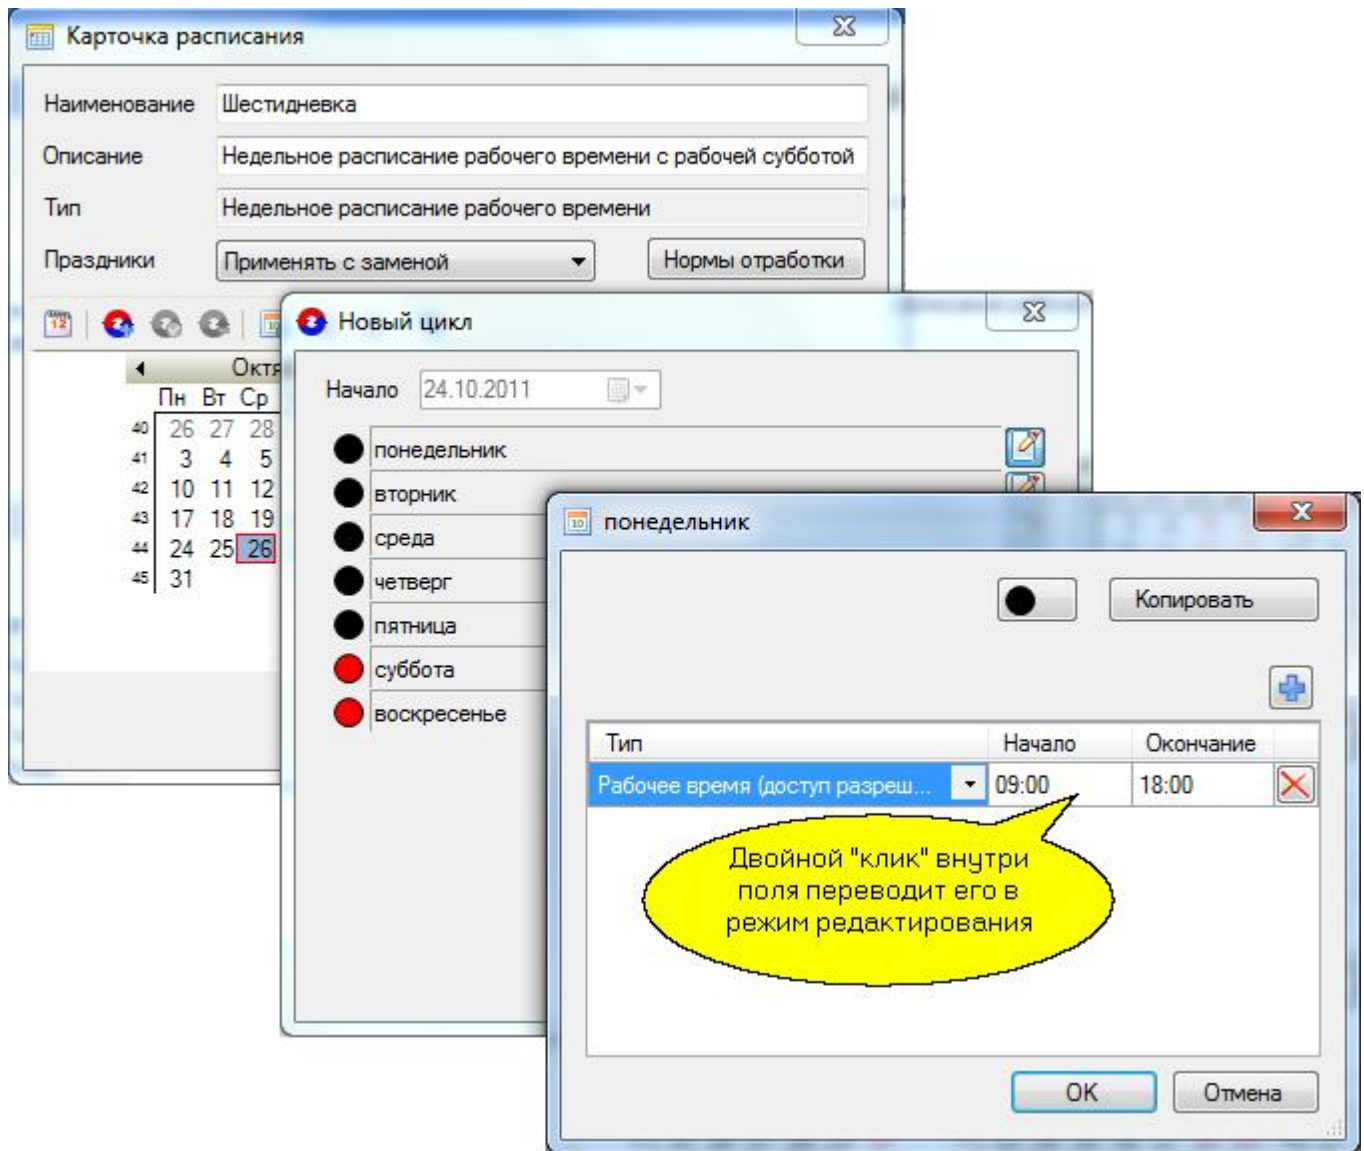 Карточка расписания
Наименование Шестидневка
Описание Недельное расписание рабочего времени с рабочей субботой
Тип Недельное расписание рабочего времени
Праздники Применять с заменой Нормы отработки
12
Новый цикл
Октя
Пн Вт Ср
40 26 27 28
41 3 4 5
42 10 11 12
43 17 18 19
44 24 25 26
45 31
Начало 24.10.2011
понедельник
вторник
среда
четверг
пятница
суббота
воскресенье
10 понедельник
Копировать
Тип Начало Окончание
Рабочее время (доступ разреш... 09:00 18:00
Двойной "клик" внутри
поля переводит его в
режим редактирования
OK Отмена